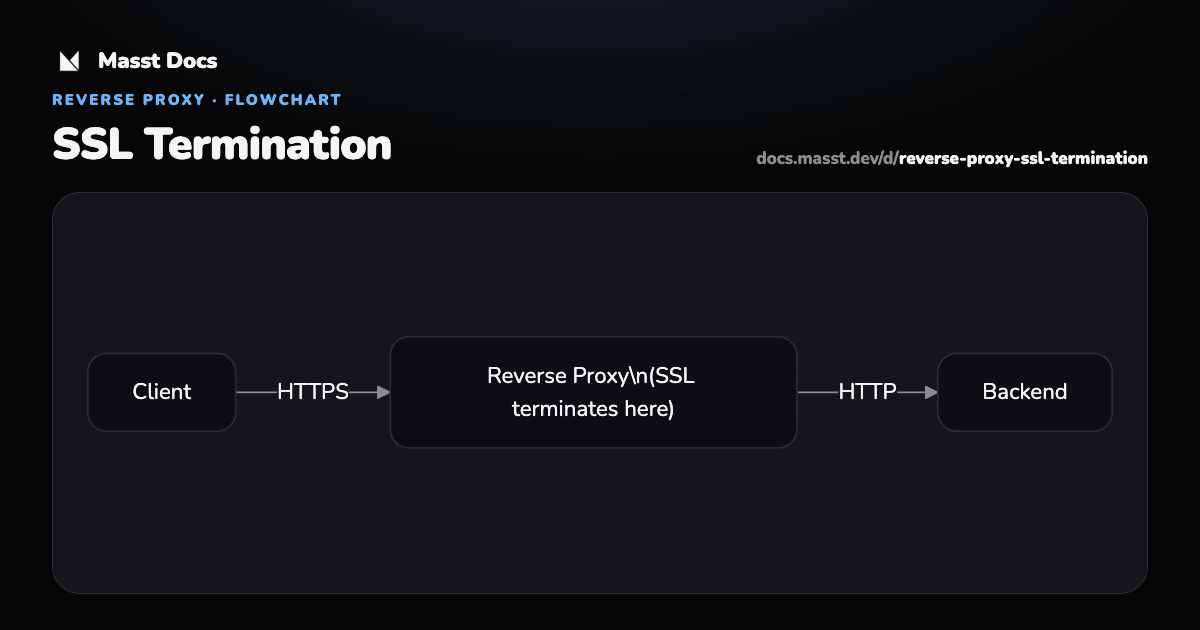 Masst Docs
REVERSE PROXY · FLOWCHART
SSL Termination
docs.masst.dev/d/reverse-proxy-ssl-termination
Client
HTTPS
Reverse Proxy\n(SSL
terminates here)
HTTP
Backend